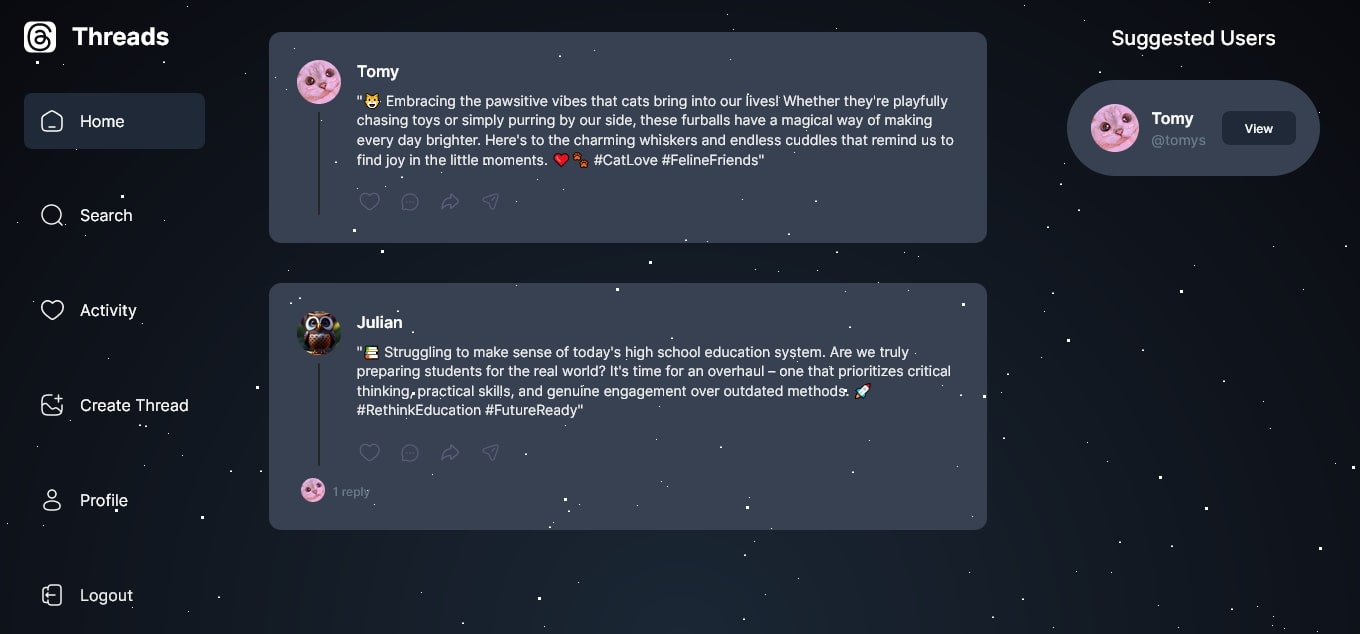 Threads
Home
Search
Activity
Create Thread
Profile
Logout
Tomy
"😺 Embracing the pawsitive vibes that cats bring into our lives! Whether they're playfully
chasing toys or simply purring by our side, these furballs have a magical way of making
every day brighter. Here's to the charming whiskers and endless cuddles that remind us to
find joy in the little moments. ❤️🐾 #CatLove #FelineFriends"
Julian
"📚 Struggling to make sense of today's high school education system. Are we truly
preparing students for the real world? It's time for an overhaul – one that prioritizes critical
thinking, practical skills, and genuine engagement over outdated methods. 🚀
#RethinkEducation #FutureReady"
1 reply
Suggested Users
Tomy
@tomys
View